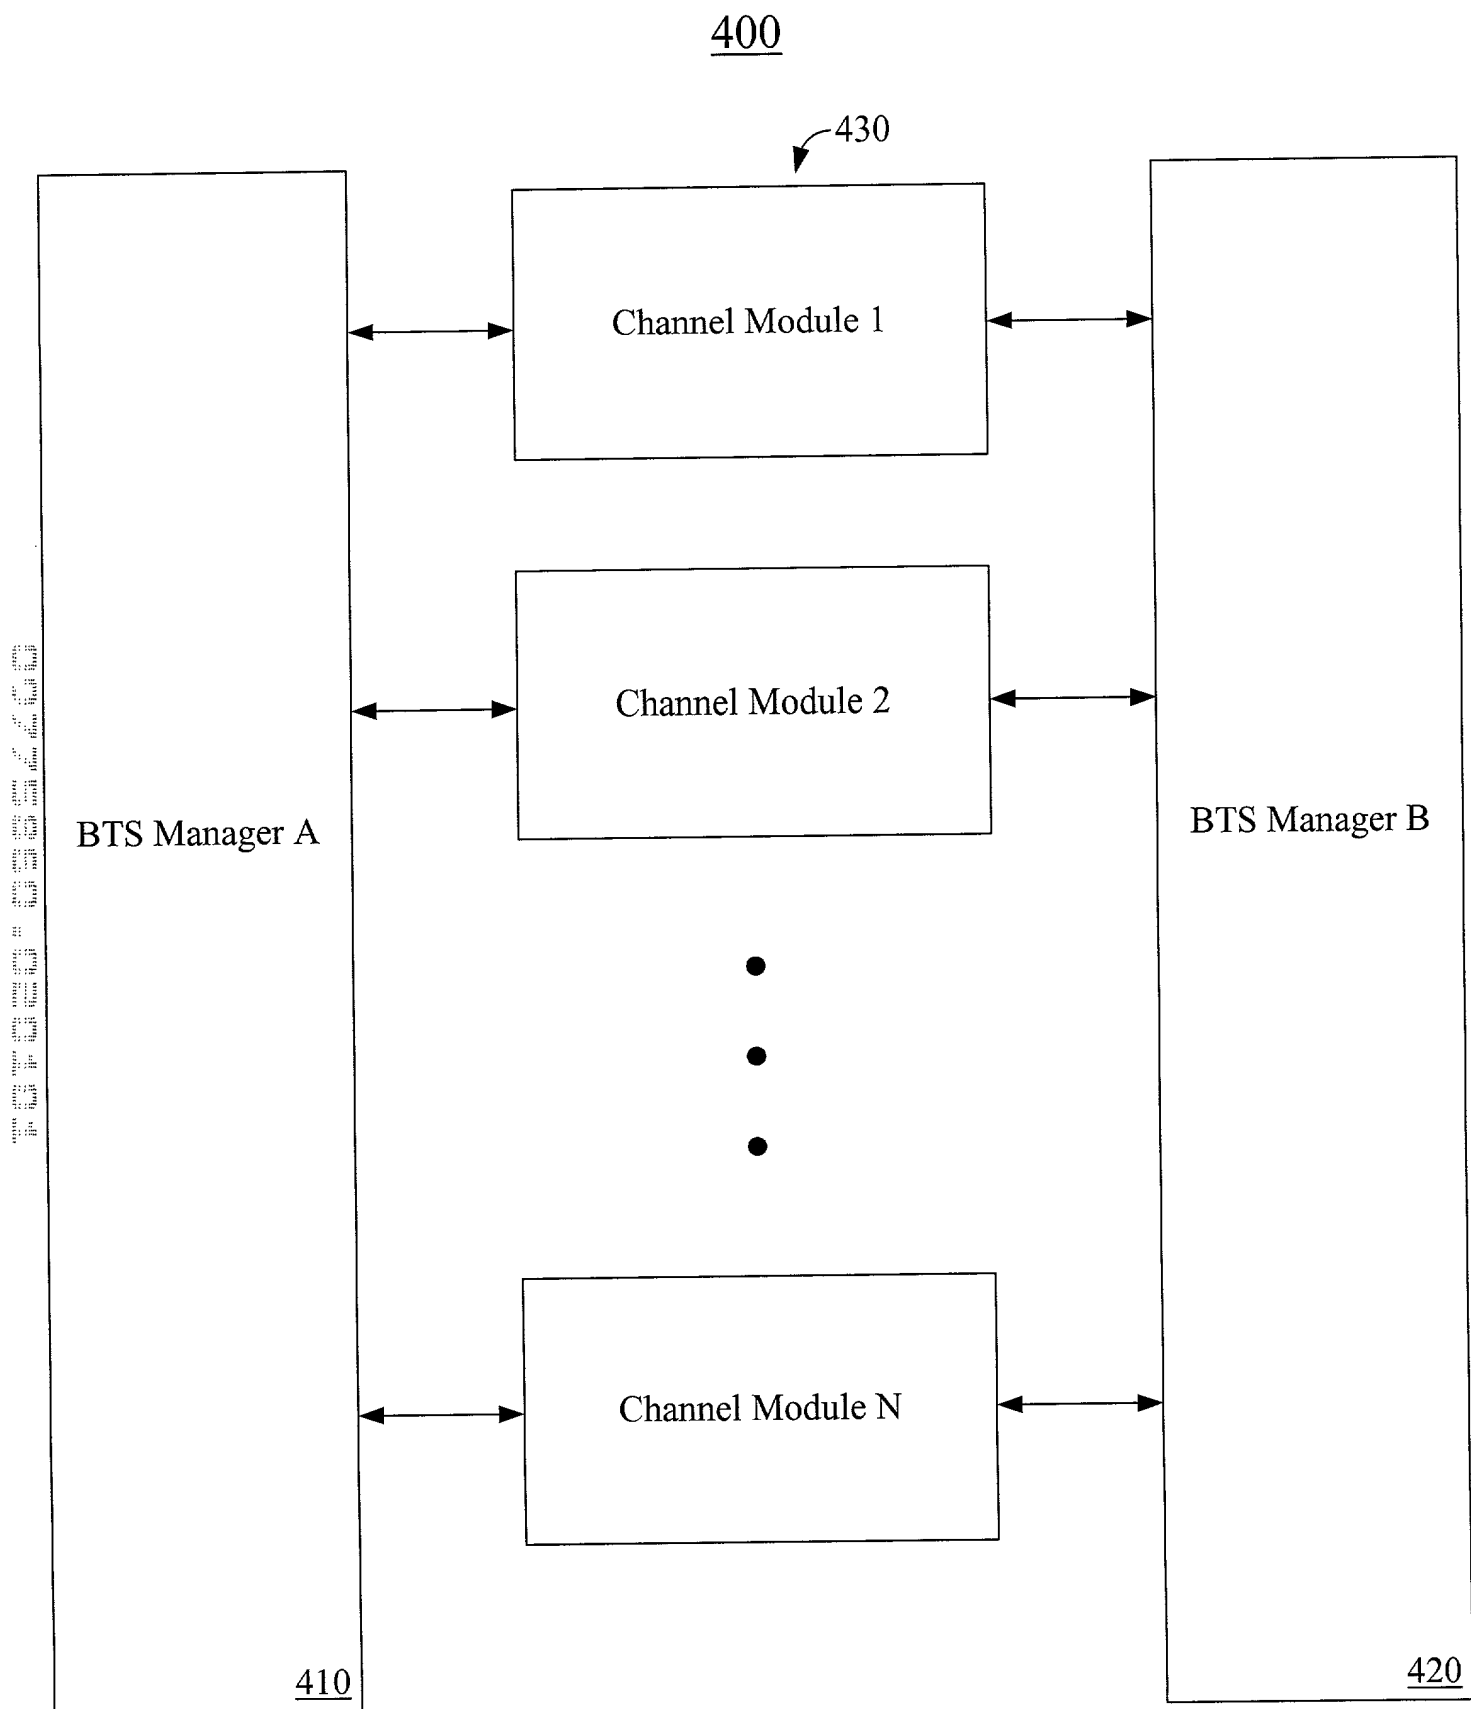 400
430
Channel Module 1
Channel Module 2
BTS Manager A
BTS Manager B
Channel Module N
410
420